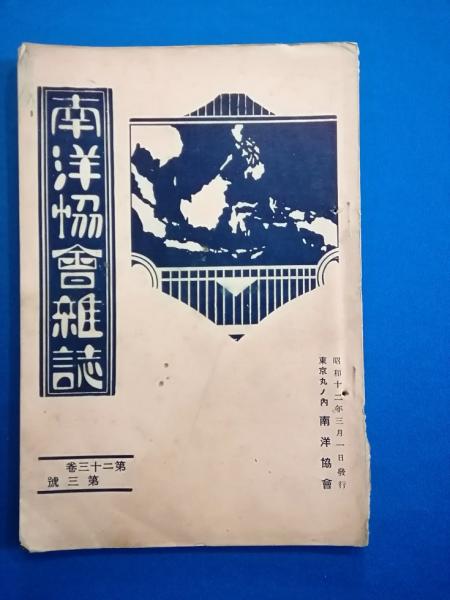 南洋協會雜誌
昭和十二年三月一日發行
東京丸ノ內 南洋協會
第二十三卷
第三號